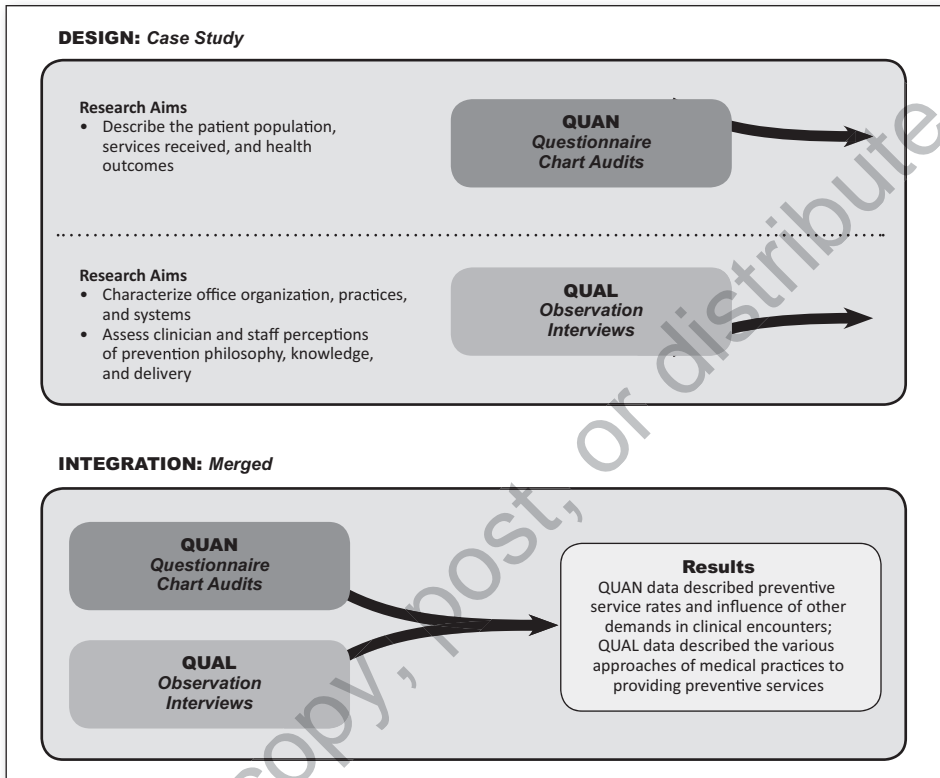 DESIGN: Case Study
Research Aims
• Describe the patient population,
services received, and health
outcomes
QUAN
Questionnaire
Chart Audits
Research Aims
• Characterize office organization, practices,
and systems
• Assess clinician and staff perceptions
of prevention philosophy, knowledge,
and delivery
QUAL
Observation
Interviews
INTEGRATION: Merged
QUAN
Questionnaire
Chart Audits
QUAL
Observation
Interviews
Results
QUAN data described preventive
service rates and influence of other
demands in clinical encounters;
QUAL data described the various
approaches of medical practices to
providing preventive services
copy, post, or distribute